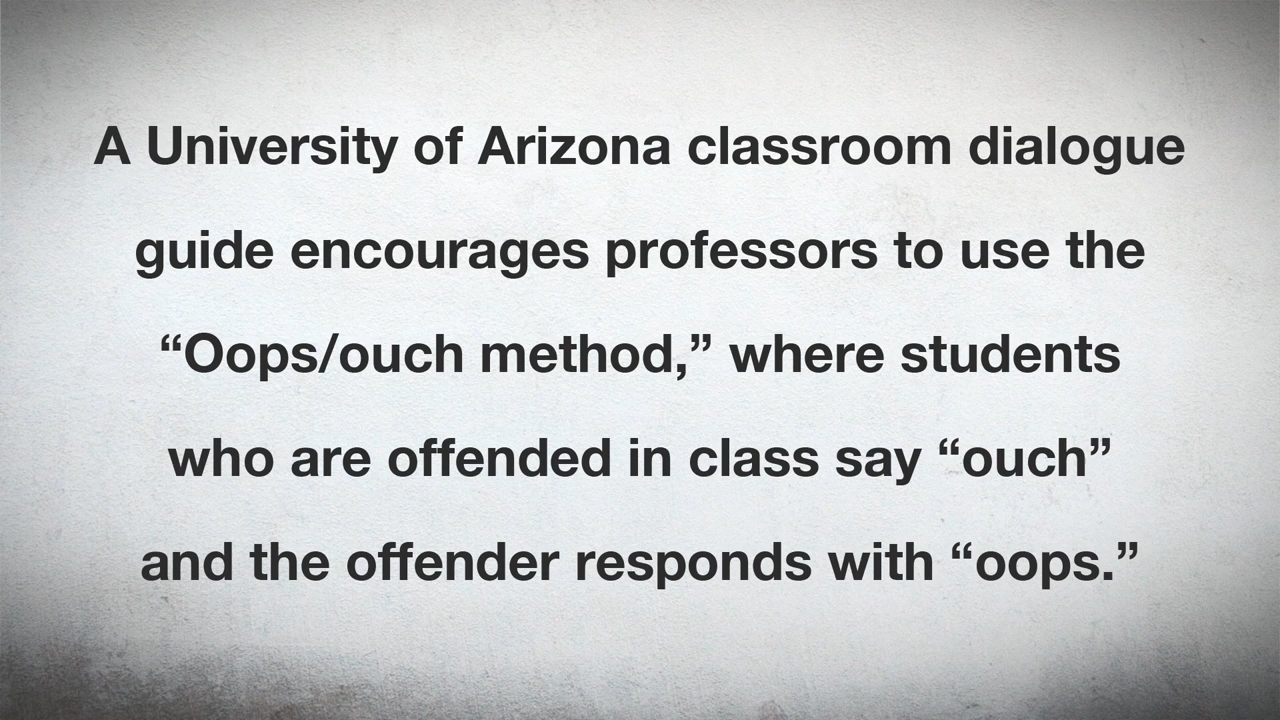 A University of Arizona classroom dialogue
guide encourages professors to use the
“Oops/ouch method,” where students
who are offended in class say “ouch”
and the offender responds with “oops.”